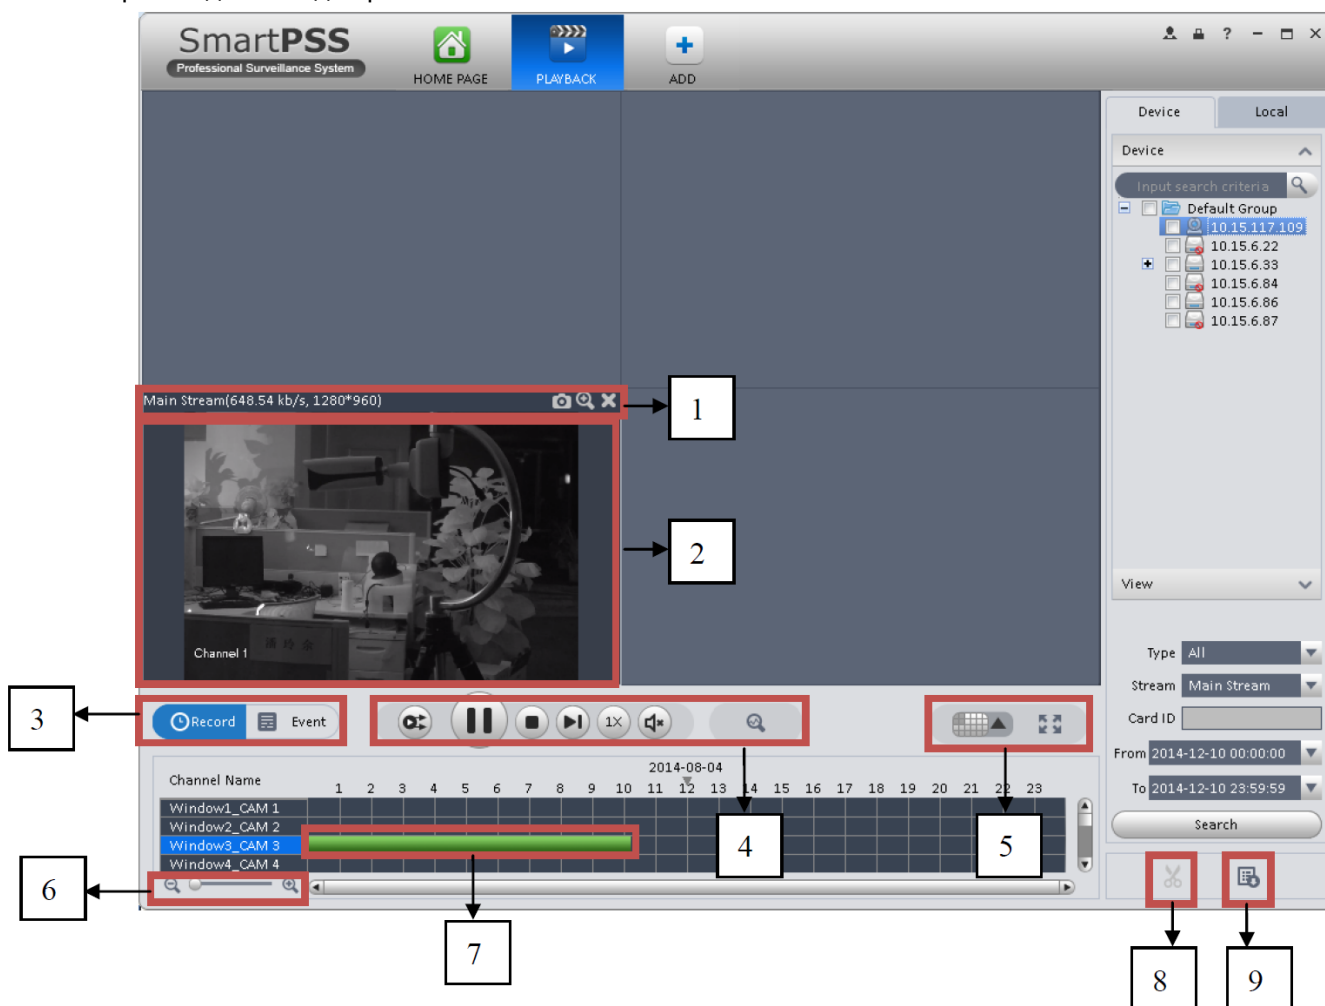 SmartPSS
Professional Surveillance System
HOME PAGE
PLAYBACK
ADD
?
Device
Local
Device
Input search criteria
Default Group
10.15.117.109
10.15.6.22
10.15.6.33
10.15.6.84
10.15.6.86
10.15.6.87
Main Stream(648.54 kb/s, 1280*960)
1
2
Channel 1
View
Type All
Stream Main Stream
Card ID
From 2014-12-10 00:00:00
To 2014-12-10 23:59:59
Search
3
Record
Event
1X
2014-08-04
Channel Name
1 2 3 4 5 6 7 8 9 10 11 12 13 14 15 16 17 18 19 20 21 22 23
Window1_CAM 1
Window2_CAM 2
Window3_CAM 3
Window4_CAM 4
4
5
6
7
8
9